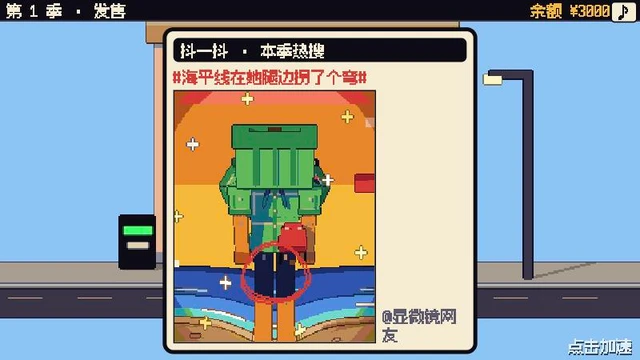 第 1 季 · 发售
余额 ¥3000
抖一抖 · 本季热搜
#海平线在她腿边拐了个弯#
@显微镜网
友
点击加速